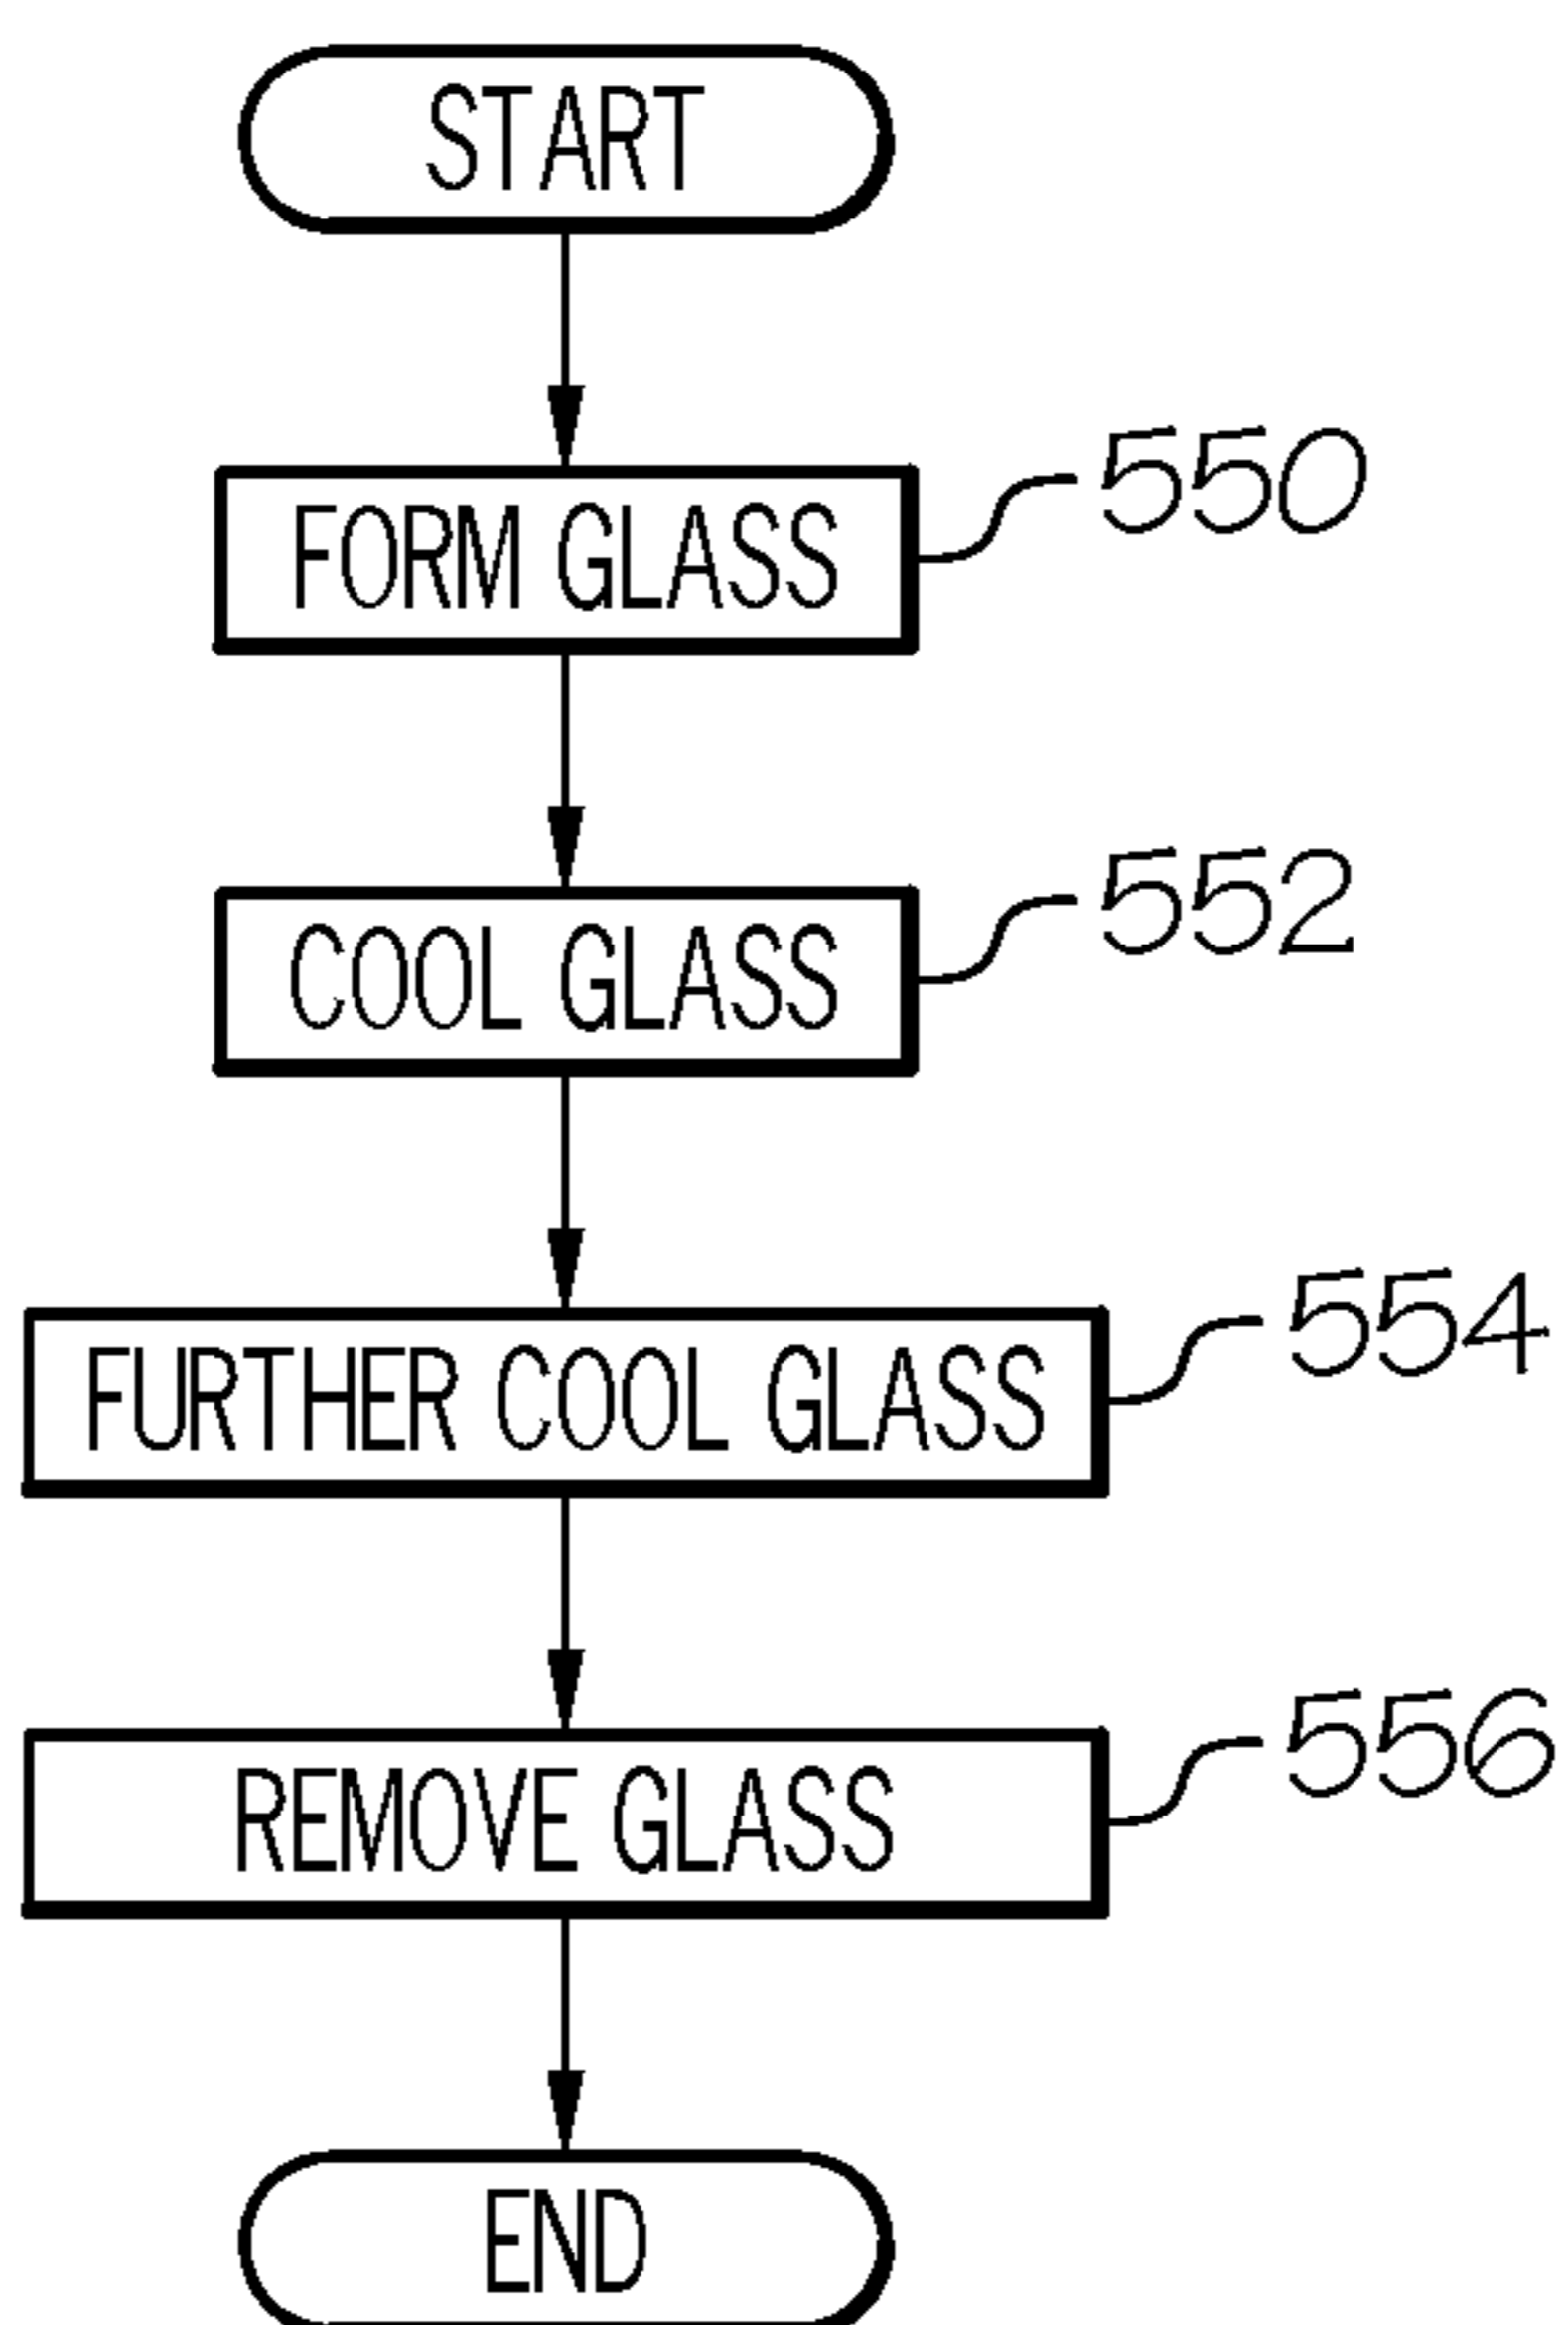 START
FORM GLASS 550
COOL GLASS 552
FURTHER COOL GLASS 554
REMOVE GLASS 556
END